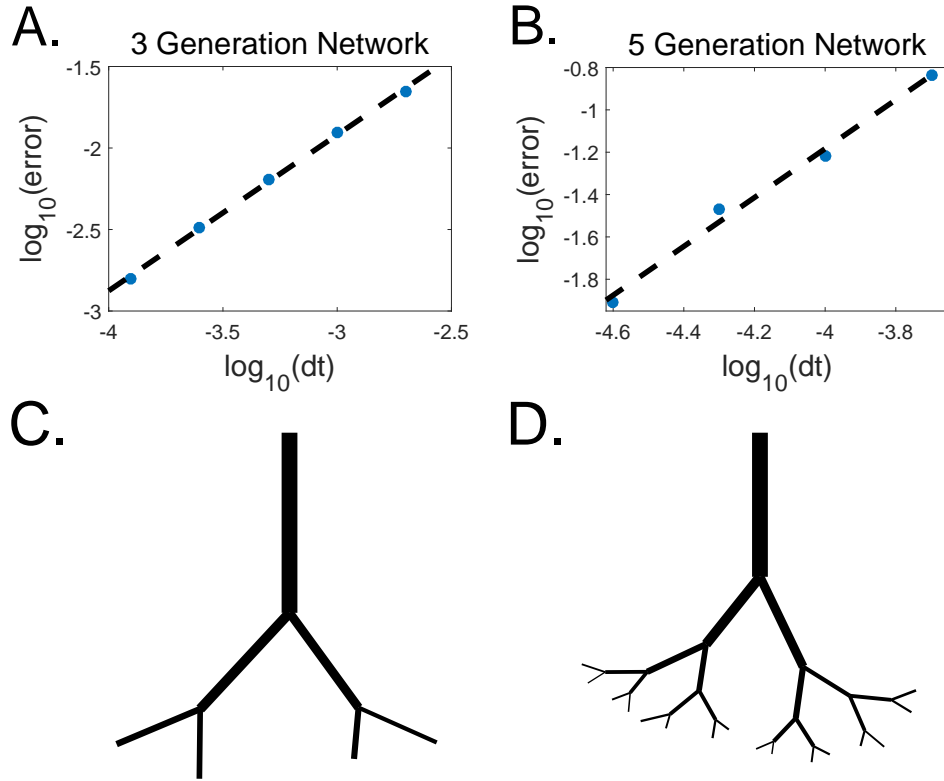 A.
3 Generation Network
-1.5
-2
-2.5
-3
log10(error)
-4
-3.5
-3
-2.5
log10(dt)
B.
5 Generation Network
-0.8
-1
-1.2
-1.4
-1.6
-1.8
log10(error)
-4.6
-4.4
-4.2
-4
-3.8
log10(dt)
C.
D.